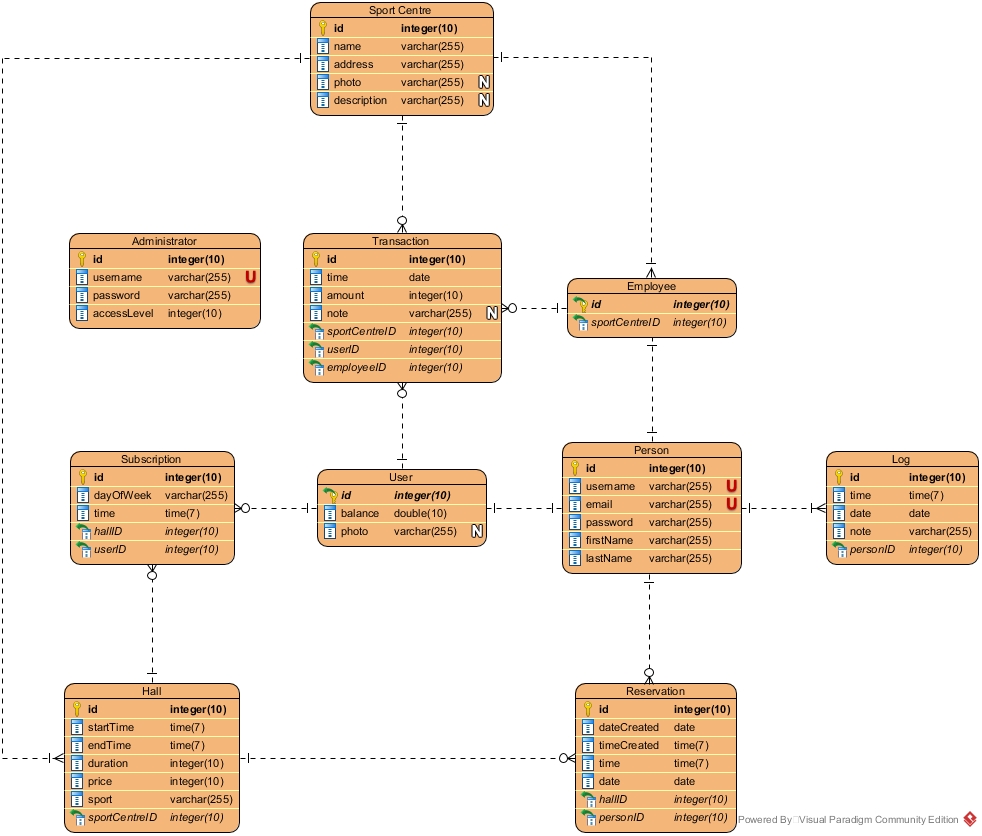 Sport Centre
id integer(10)
name varchar(255)
address varchar(255)
photo varchar(255) N
description varchar(255) N
Administrator
id integer(10)
username varchar(255) U
password varchar(255)
accessLevel integer(10)
Transaction
id integer(10)
time date
amount integer(10)
note varchar(255) N
sportCentreID integer(10)
userID integer(10)
employeeID integer(10)
Employee
id integer(10)
sportCentreID integer(10)
Subscription
id integer(10)
dayOfWeek varchar(255)
time time(7)
hallID integer(10)
userID integer(10)
User
id integer(10)
balance double(10)
photo varchar(255) N
Person
id integer(10)
username varchar(255) U
email varchar(255) U
password varchar(255)
firstName varchar(255)
lastName varchar(255)
Log
id integer(10)
time time(7)
date date
note varchar(255)
personID integer(10)
Hall
id integer(10)
startTime time(7)
endTime time(7)
duration integer(10)
price integer(10)
sport varchar(255)
sportCentreID integer(10)
Reservation
id integer(10)
dateCreated date
timeCreated time(7)
time time(7)
date date
hallID integer(10)
personID integer(10)
Powered By Visual Paradigm Community Edition